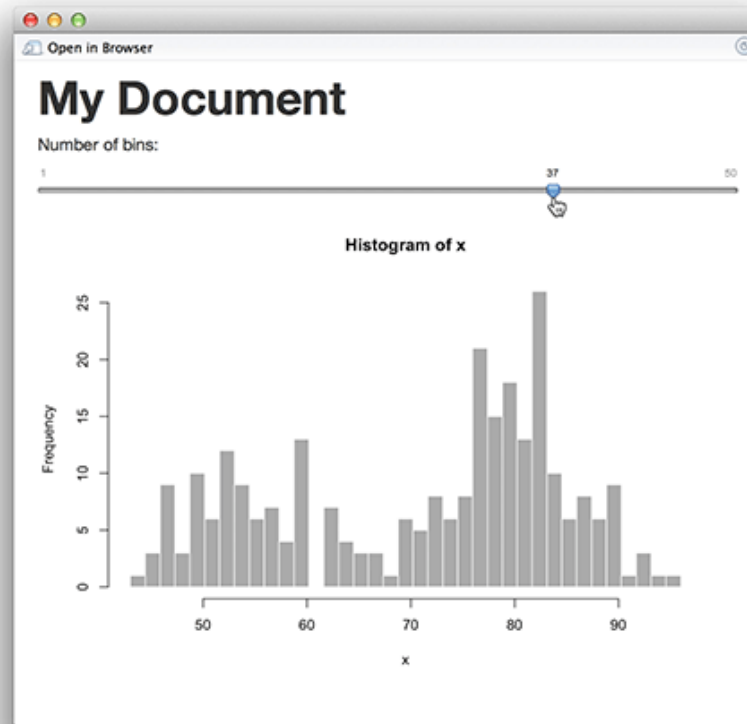 Open in Browser
My Document
Number of bins:
1 37 50
Histogram of x
25
20
15
10
5
0
Frequency
50 60 70 80 90
x